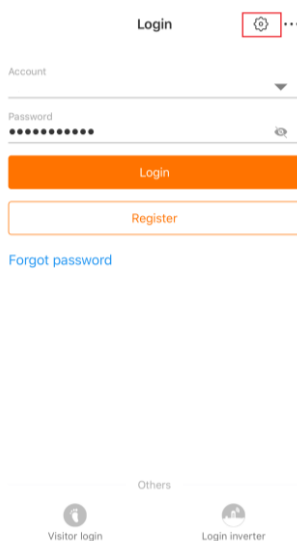 Login
Account
Password
Login
Register
Forgot password
Others
Visitor login
Login inverter